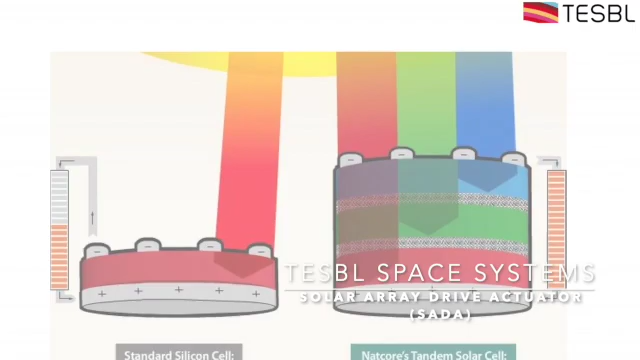 TESBL
TESBL SPACE SYSTEMS
SOLAR ARRAY DRIVE ACTUATOR
(SADA)
Standard Silicon Cell:
Natcore's Tandem Solar Cell: